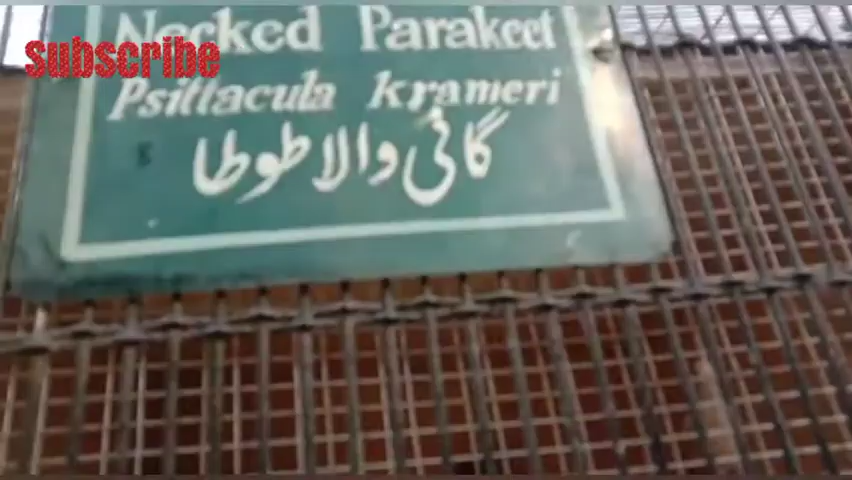 Subscribe
Necked Parakeet
Psittacula krameri
گانی والا طوطا